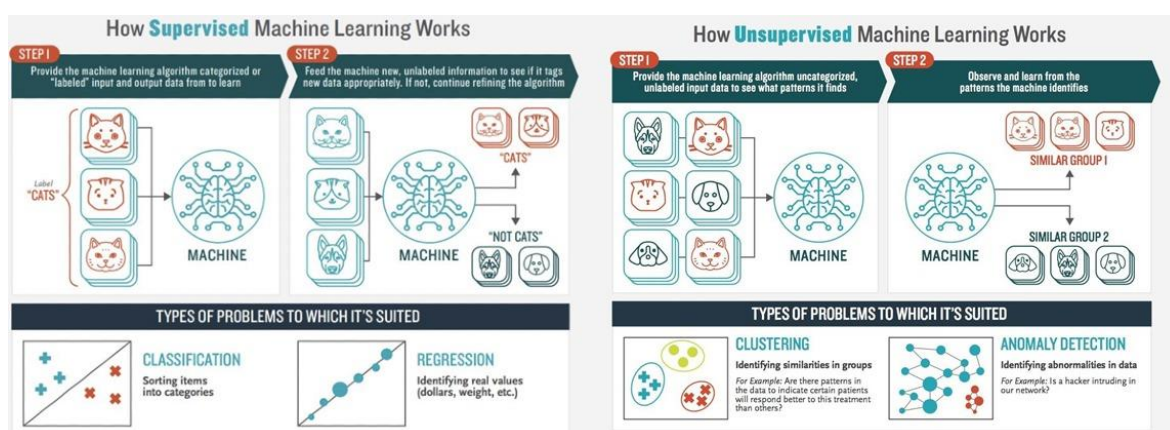 How Supervised Machine Learning Works
STEP 1
Provide the machine learning algorithm categorized or
"labeled" input and output data from to learn
STEP 2
Feed the machine new, unlabeled information to see if it tags
new data appropriately. If not, continue refining the algorithm
Label
"CATS"
MACHINE
MACHINE
"CATS"
"NOT CATS"
TYPES OF PROBLEMS TO WHICH IT'S SUITED
CLASSIFICATION
Sorting items
into categories
REGRESSION
Identifying real values
(dollars, weight, etc.)
How Unsupervised Machine Learning Works
STEP 1
Provide the machine learning algorithm uncategorized,
unlabeled input data to see what patterns it finds
STEP 2
Observe and learn from the
patterns the machine identifies
MACHINE
MACHINE
SIMILAR GROUP 1
SIMILAR GROUP 2
TYPES OF PROBLEMS TO WHICH IT'S SUITED
CLUSTERING
Identifying similarities in groups
For Example: Are there patterns in
the data to indicate certain patients
will respond better to this treatment
than others?
ANOMALY DETECTION
Identifying abnormalities in data
For Example: Is a hacker intruding in
our network?